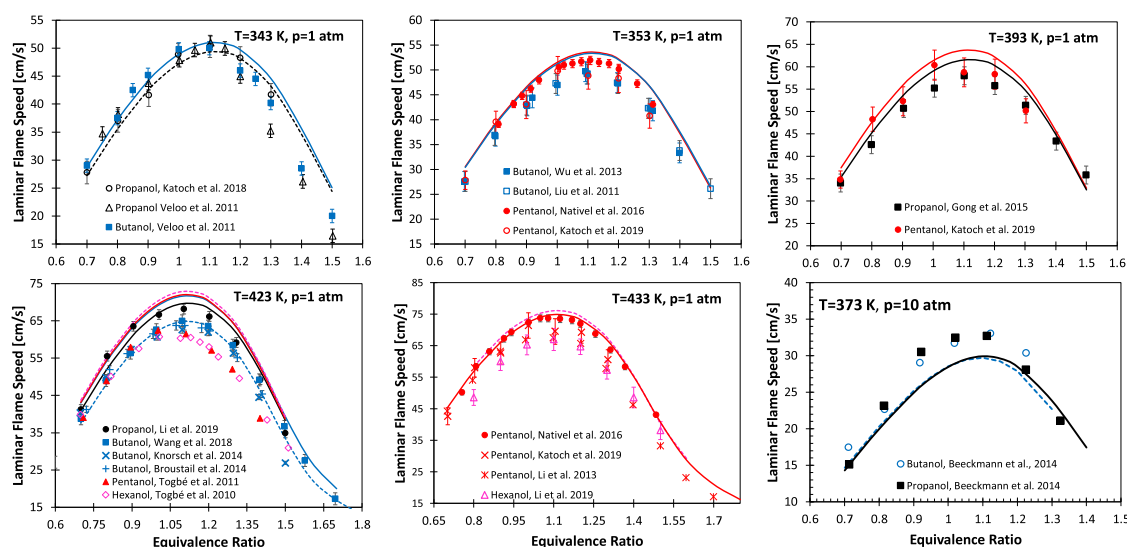 Laminar Flame Speed [cm/s]
55
50
45
40
35
30
25
20
15
T=343 K, p=1 atm
Propanol, Katoch et al. 2018
Propanol Veloo et al. 2011
Butanol, Veloo et al. 2011
0.6 0.7 0.8 0.9 1 1.1 1.2 1.3 1.4 1.5 1.6
Laminar Flame Speed [cm/s]
60
55
50
45
40
35
30
25
20
15
T=353 K, p=1 atm
Butanol, Wu et al. 2013
Butanol, Liu et al. 2011
Pentanol, Nativel et al. 2016
Pentanol, Katoch et al. 2019
0.6 0.7 0.8 0.9 1 1.1 1.2 1.3 1.4 1.5 1.6
Laminar Flame Speed [cm/s]
70
65
60
55
50
45
40
35
30
25
20
T=393 K, p=1 atm
Propanol, Gong et al. 2015
Pentanol, Katoch et al. 2019
0.6 0.7 0.8 0.9 1 1.1 1.2 1.3 1.4 1.5 1.6
Laminar Flame Speed [cm/s]
75
65
55
45
35
25
15
T=423 K, p=1 atm
Propanol, Li et al. 2019
Butanol, Wang et al. 2018
Butanol, Knorsch et al. 2014
Butanol, Broustail et al. 2014
Pentanol, Togbé et al. 2011
Hexanol, Togbé et al. 2010
0.6 0.75 0.9 1.05 1.2 1.35 1.5 1.65 1.8
Equivalence Ratio
Laminar Flame Speed [cm/s]
85
75
65
55
45
35
25
15
T=433 K, p=1 atm
Pentanol, Nativel et al. 2016
Pentanol, Katoch et al. 2019
Pentanol, Li et al. 2013
Hexanol, Li et al. 2019
0.65 0.8 0.95 1.1 1.25 1.4 1.55 1.7
Equivalence Ratio
Laminar Flame Speed [cm/s]
40
35
30
25
20
15
10
T=373 K, p=10 atm
Butanol, Beeckmann et al., 2014
Propanol, Beeckmann et al. 2014
0.6 0.7 0.8 0.9 1 1.1 1.2 1.3 1.4 1.5
Equivalence Ratio